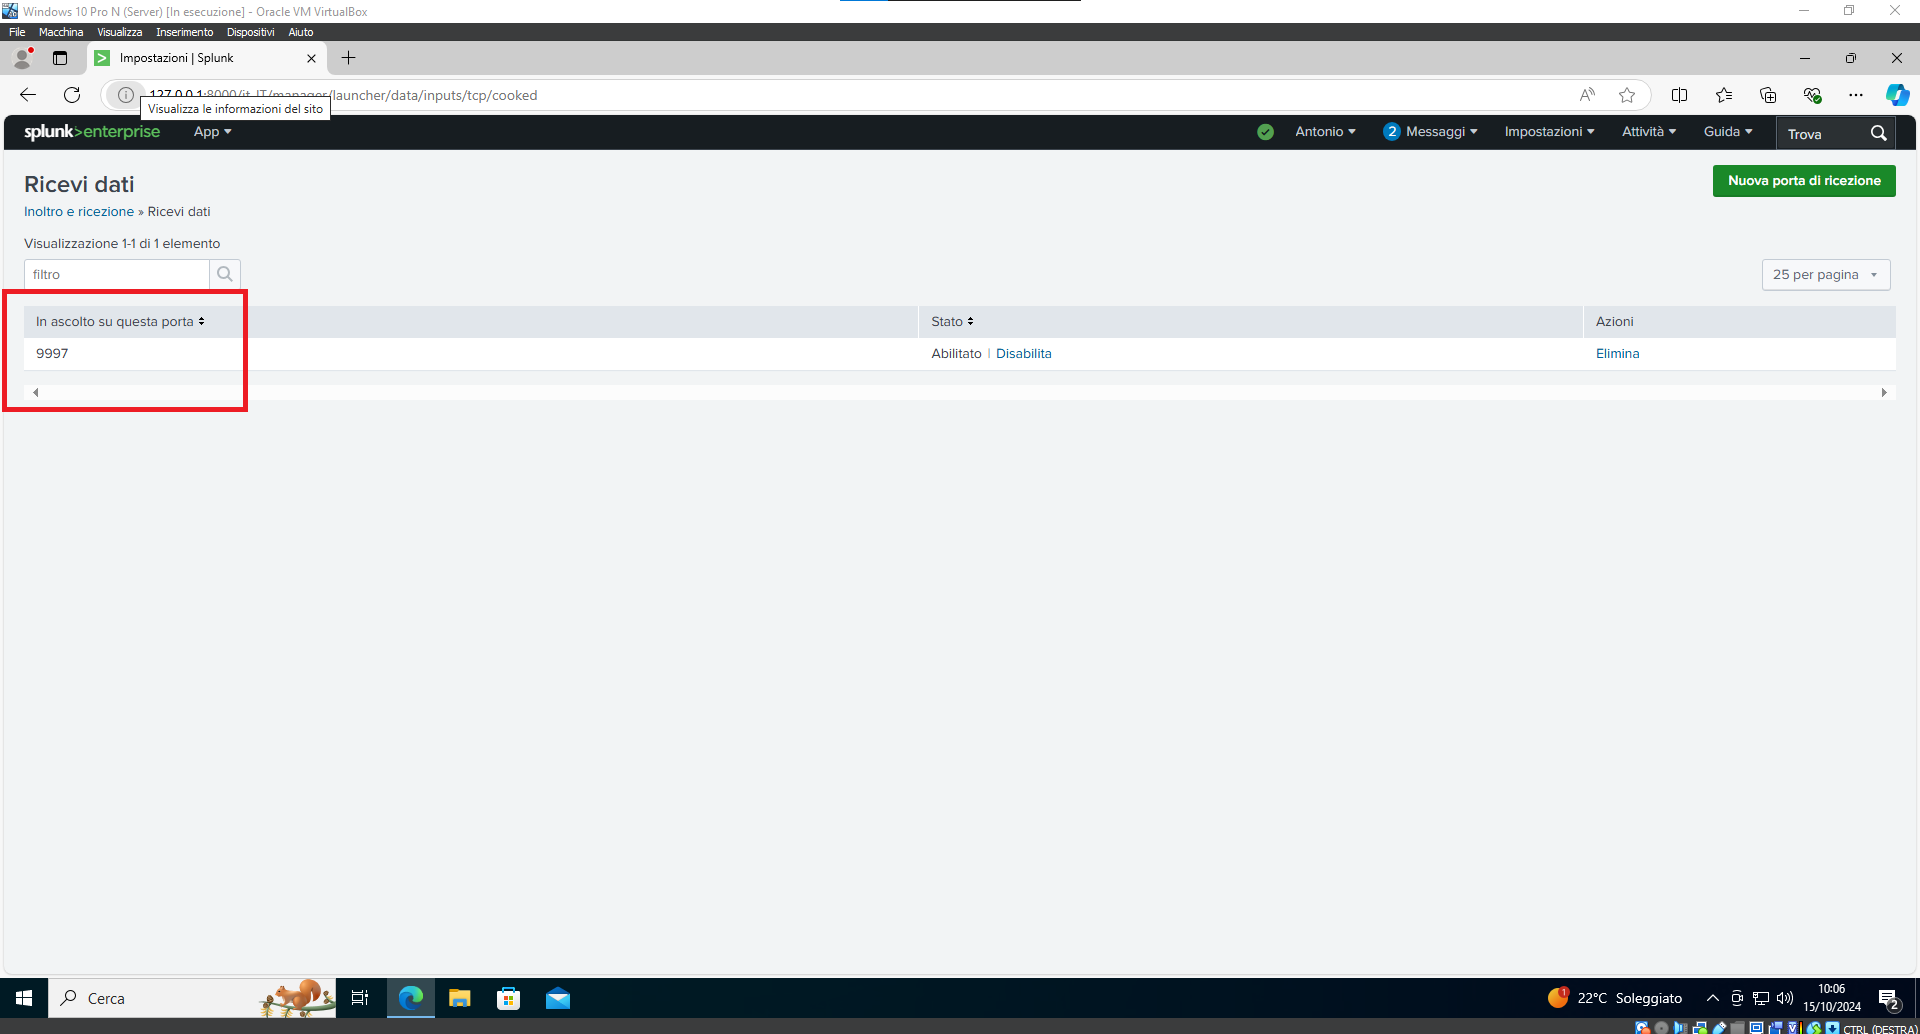 Windows 10 Pro N (Server) [In esecuzione] - Oracle VM VirtualBox
File Macchina Visualizza Inserimento Dispositivi Aiuto
Impostazioni | Splunk
127.0.0.1:8000/it-IT/manager/launcher/data/inputs/tcp/cooked
Visualizza le informazioni del sito
splunk>enterprise App Antonio 2 Messaggi Impostazioni Attività Guida Trova
Ricevi dati
Nuova porta di ricezione
Inoltro e ricezione » Ricevi dati
Visualizzazione 1-1 di 1 elemento
filtro
25 per pagina
In ascolto su questa porta Stato Azioni
9997 Abilitato | Disabilita Elimina
Cerca
1
22°C Soleggiato
10:06
15/10/2024
2
CTRL (DESTRA)